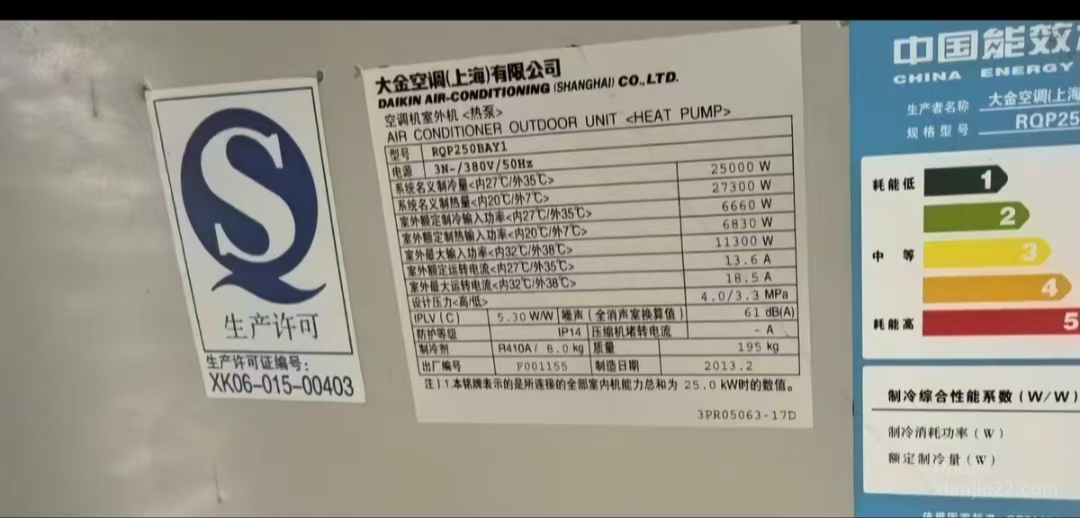 S
生产许可
生产许可证编号:
XK06-015-00403
大金空调(上海)有限公司
DAIKIN AIR-CONDITIONING (SHANGHAI) CO.,LTD.
空调机室外机 <热泵>
AIR CONDITIONER OUTDOOR UNIT <HEAT PUMP>
型号 RQP250BAY1
电源 3N~/380V/50Hz
系统名义制冷量<内27℃/外35℃> 25000 W
系统名义制热量<内20℃/外7℃> 27300 W
室外额定制冷输入功率<内27℃/外35℃> 6660 W
室外额定制热输入功率<内20℃/外7℃> 6830 W
室外最大输入功率<内32℃/外38℃> 11300 W
室外额定运转电流<内27℃/外35℃> 13.6 A
室外最大运转电流<内32℃/外38℃> 18.5 A
设计压力<高/低> 4.0/3.3 MPa
IPLV(C) 5.30 W/W 噪声(全消声室换算值) 61 dB(A)
防护等级 IP14 压缩机堵转电流 - A
制冷剂 R410A/ 8.0 kg 质量 195 kg
出厂编号 F001155 制造日期 2013.2
注)1本铭牌表示的是所连接的全部室内机能力总和为 25.0 kW时的数值。
3PR05063-17D
中国能效
CHINA ENERGY
生产者名称 大金空调(上海
规格型号 RQP25
耗能低 1
2
中等 3
4
耗能高 5
制冷综合性能系数(W/W)
制冷消耗功率(W)
额定制冷量(W)
xianjiu22.com